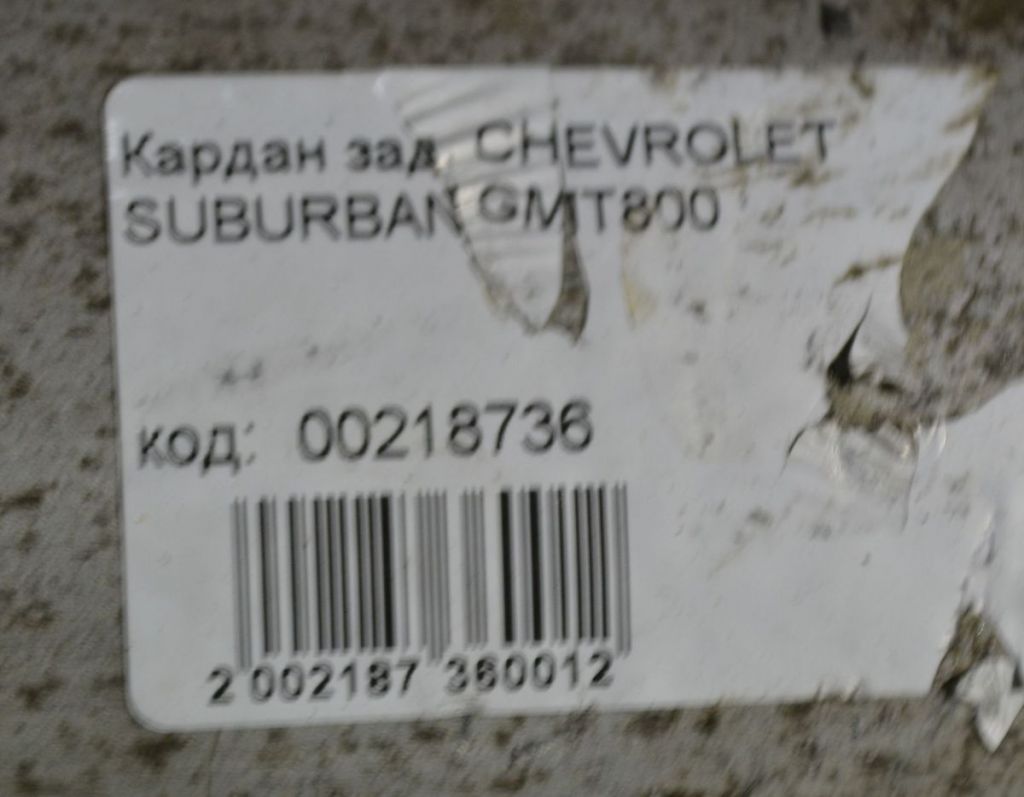 Кардан зад. CHEVROLET
SUBURBAN GMT800
код: 00218736
2 002187 360012